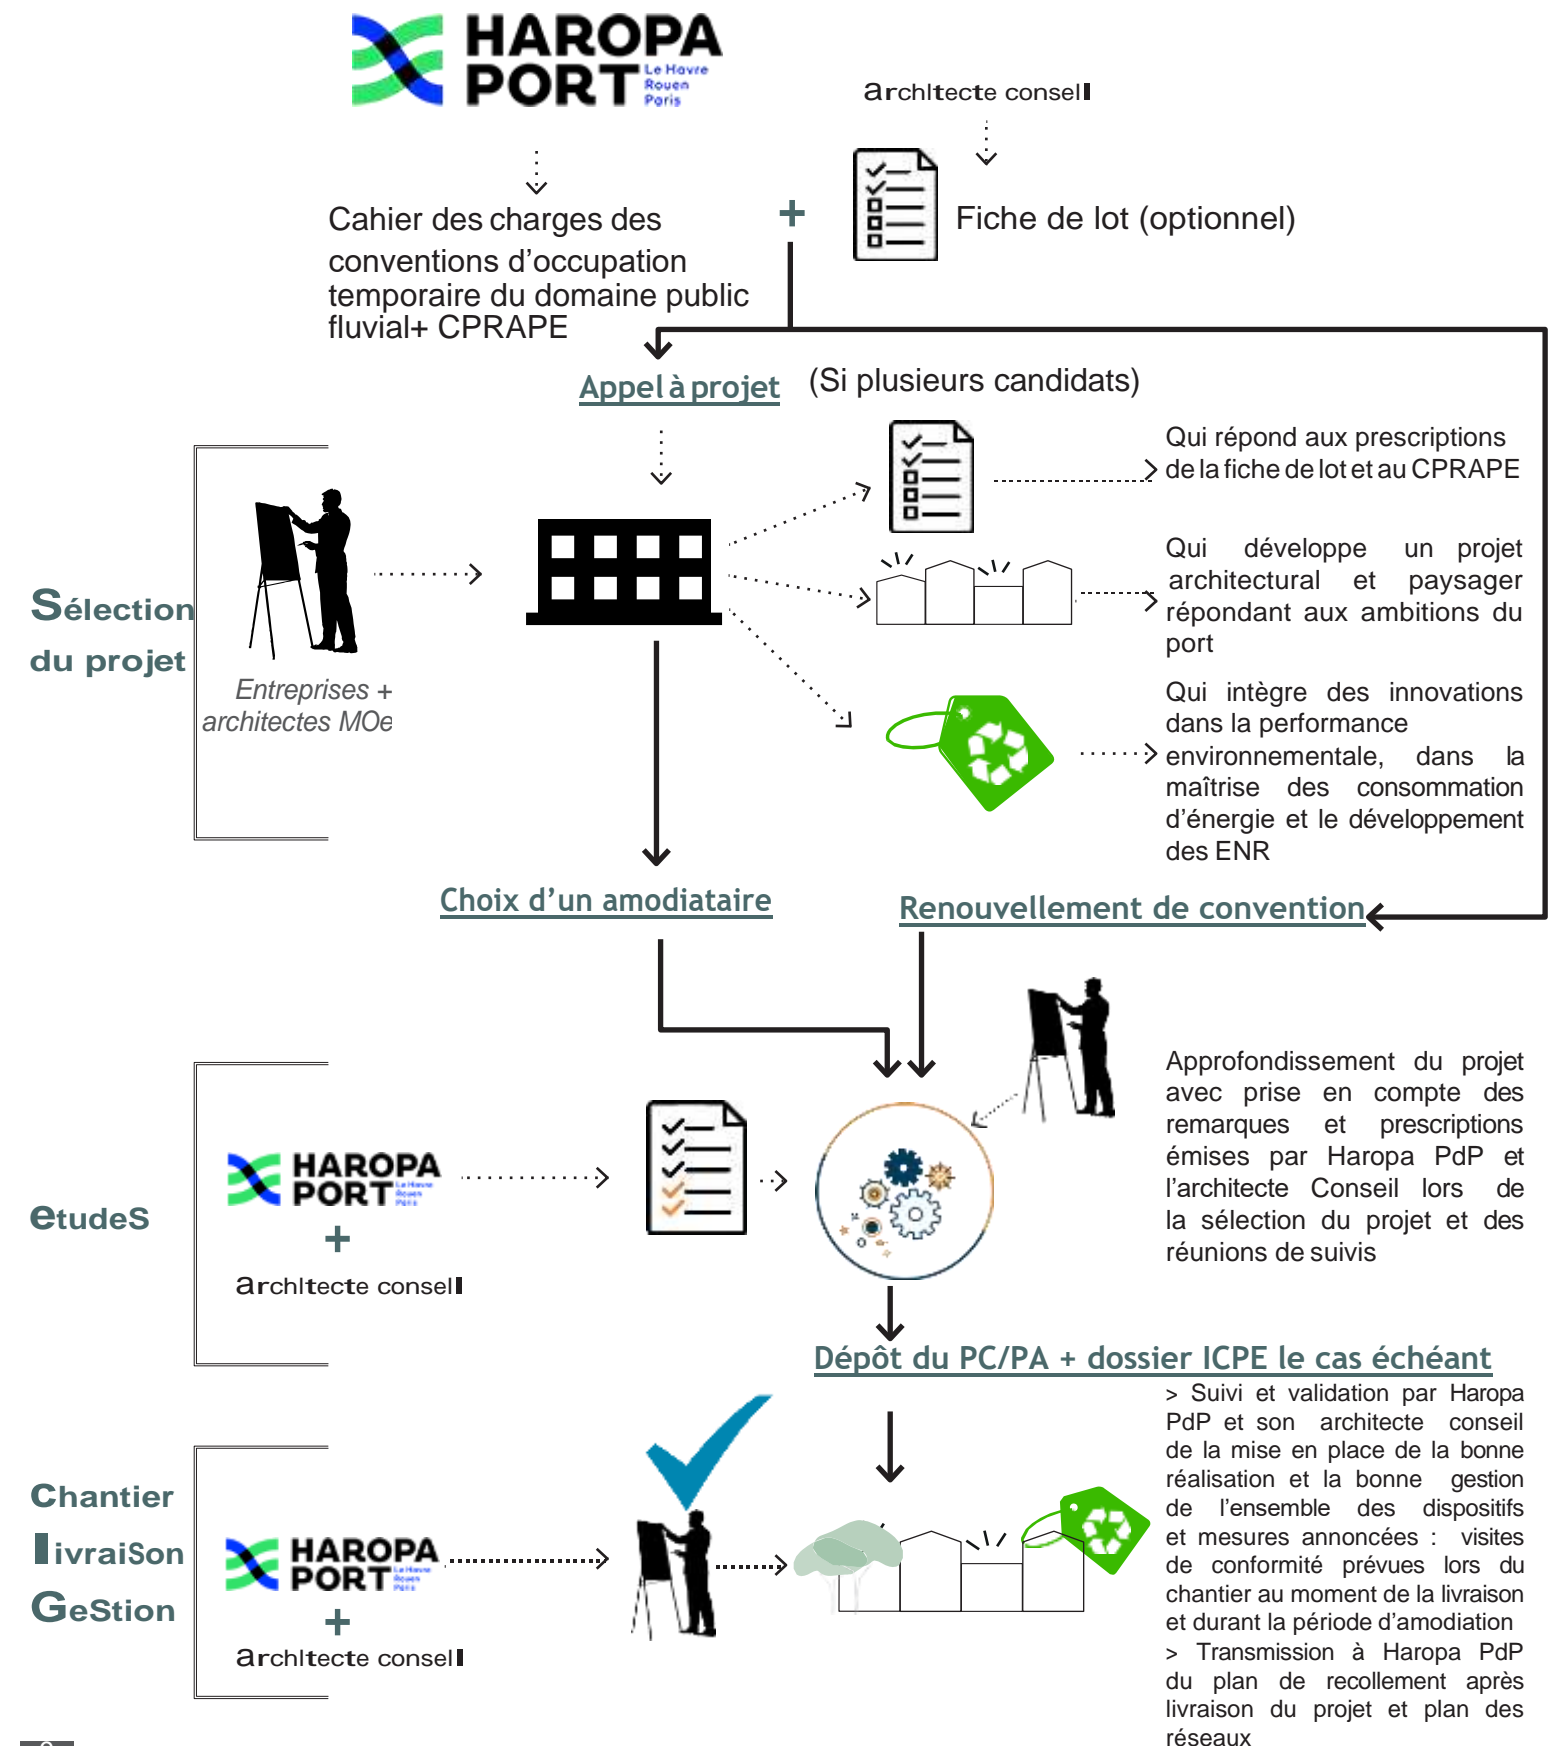 HAROPA
PORT
Le Havre
Rouen
Paris
architecte conseil
Cahier des charges des
conventions d'occupation
temporaire du domaine public
fluvial+ CPRAPE
+
Fiche de lot (optionnel)
Appel à projet
(Si plusieurs candidats)
Sélection
du projet
Entreprises +
architectes MOe
Qui répond aux prescriptions
de la fiche de lot et au CPRAPE
Qui développe un projet
architectural et paysager
répondant aux ambitions du
port
Qui intègre des innovations
dans la performance
environnementale, dans la
maîtrise des consommation
d'énergie et le développement
des ENR
Choix d'un amodiataire
Renouvellement de convention
etudeS
HAROPA
PORT
Le Havre
Rouen
Paris
+
architecte conseil
Approfondissement du projet
avec prise en compte des
remarques et prescriptions
émises par Haropa PdP et
l'architecte Conseil lors de
la sélection du projet et des
réunions de suivis
Dépôt du PC/PA + dossier ICPE le cas échéant
chantier
livraiSon
GeStion
HAROPA
PORT
Le Havre
Rouen
Paris
+
architecte conseil
> Suivi et validation par Haropa
PdP et son architecte conseil
de la mise en place de la bonne
réalisation et la bonne gestion
de l'ensemble des dispositifs
et mesures annoncées : visites
de conformité prévues lors du
chantier au moment de la livraison
et durant la période d'amodiation
> Transmission à Haropa PdP
du plan de recollement après
livraison du projet et plan des
réseaux